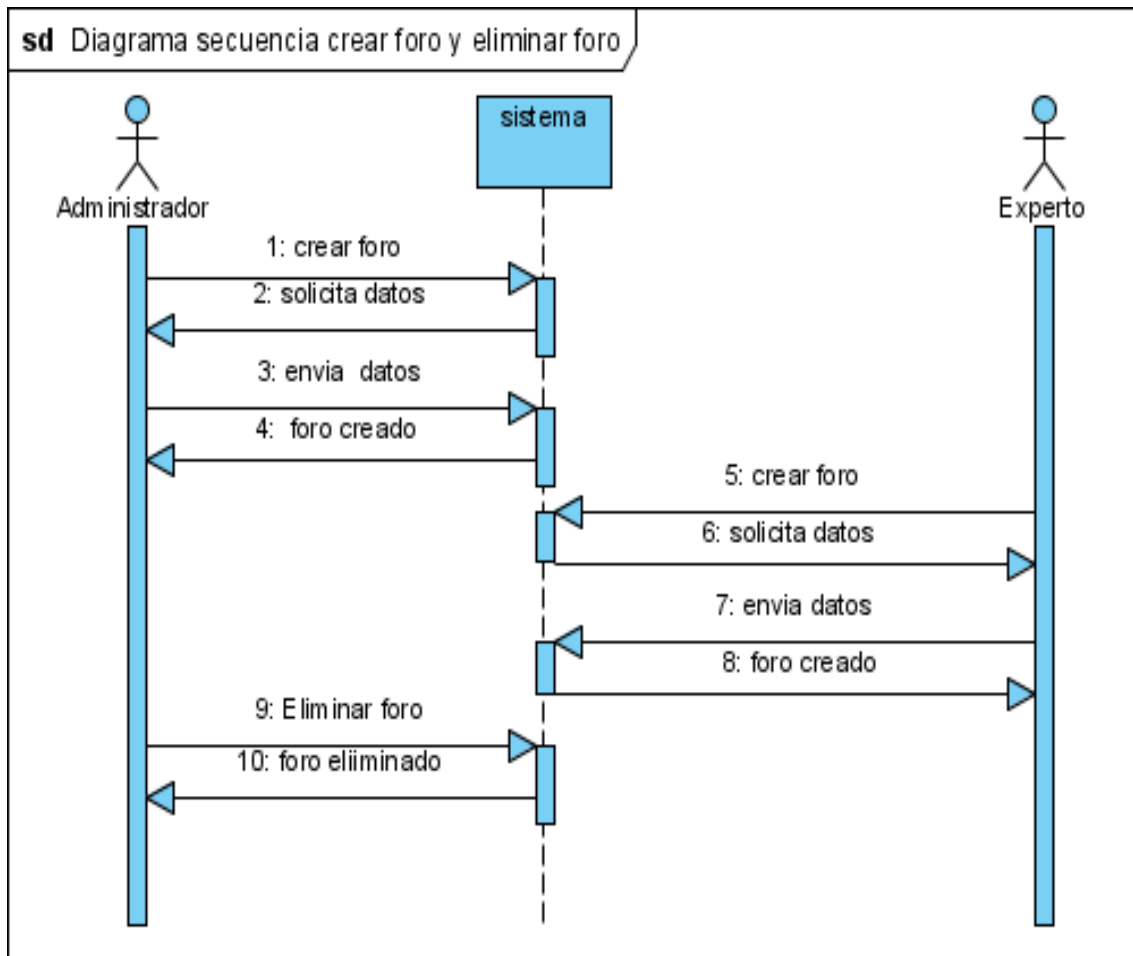 sd Diagrama secuencia crear foro y eliminar foro
sistema
Administrador
Experto
1: crear foro
2: solicita datos
3: envia datos
4: foro creado
5: crear foro
6: solicita datos
7: envia datos
8: foro creado
9: Eliminar foro
10: foro eliiminado